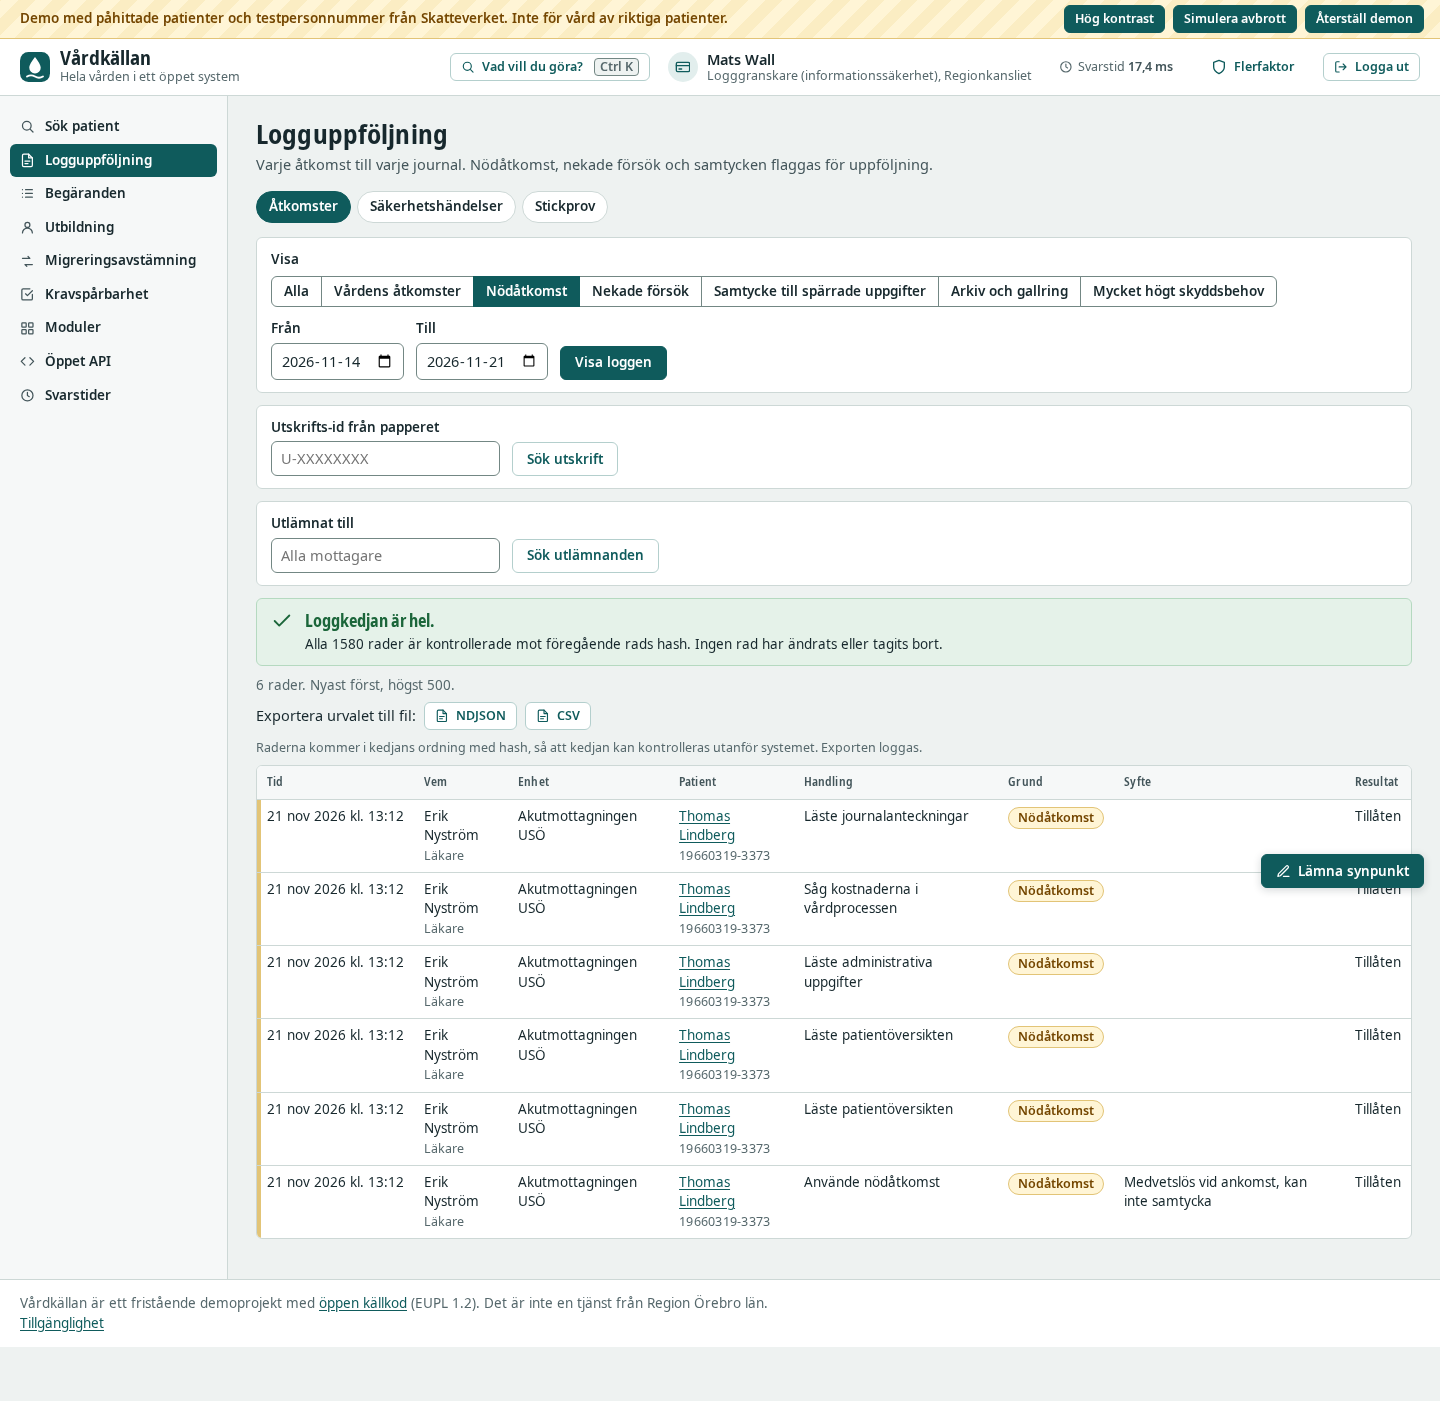 Demo med påhittade patienter och testpersonnummer från Skatteverket. Inte för vård av riktiga patienter.
Hög kontrast
Simulera avbrott
Återställ demon
Vårdkällan
Hela vården i ett öppet system
Vad vill du göra? Ctrl K
Mats Wall
Logggranskare (informationssäkerhet), Regionkansliet
Svarstid 17,4 ms
Flerfaktor
Logga ut
Sök patient
Logguppföljning
Begäranden
Utbildning
Migreringsavstämning
Kravspårbarhet
Moduler
Öppet API
Svarstider
Logguppföljning
Varje åtkomst till varje journal. Nödåtkomst, nekade försök och samtycken flaggas för uppföljning.
Åtkomster
Säkerhetshändelser
Stickprov
Visa
Alla
Vårdens åtkomster
Nödåtkomst
Nekade försök
Samtycke till spärrade uppgifter
Arkiv och gallring
Mycket högt skyddsbehov
Från
Till
2026-11-14
2026-11-21
Visa loggen
Utskrifts-id från papperet
U-XXXXXXXX
Sök utskrift
Utlämnat till
Alla mottagare
Sök utlämnanden
Loggkedjan är hel.
Alla 1580 rader är kontrollerade mot föregående rads hash. Ingen rad har ändrats eller tagits bort.
6 rader. Nyast först, högst 500.
Exportera urvalet till fil:
NDJSON
CSV
Raderna kommer i kedjans ordning med hash, så att kedjan kan kontrolleras utanför systemet. Exporten loggas.
Tid Vem Enhet Patient Handling Grund Syfte Resultat
21 nov 2026 kl. 13:12 Erik Akutmottagningen Thomas Läste journalanteckningar Nödåtkomst Tillåten
Nyström USÖ Lindberg
Läkare 19660319-3373
Lämna synpunkt
21 nov 2026 kl. 13:12 Erik Akutmottagningen Thomas Såg kostnaderna i Nödåtkomst Tillåten
Nyström USÖ Lindberg vårdprocessen
Läkare 19660319-3373
21 nov 2026 kl. 13:12 Erik Akutmottagningen Thomas Läste administrativa Nödåtkomst Tillåten
Nyström USÖ Lindberg uppgifter
Läkare 19660319-3373
21 nov 2026 kl. 13:12 Erik Akutmottagningen Thomas Läste patientöversikten Nödåtkomst Tillåten
Nyström USÖ Lindberg
Läkare 19660319-3373
21 nov 2026 kl. 13:12 Erik Akutmottagningen Thomas Läste patientöversikten Nödåtkomst Tillåten
Nyström USÖ Lindberg
Läkare 19660319-3373
21 nov 2026 kl. 13:12 Erik Akutmottagningen Thomas Använde nödåtkomst Nödåtkomst Medvetslös vid ankomst, kan Tillåten
Nyström USÖ Lindberg inte samtycka
Läkare 19660319-3373
Vårdkällan är ett fristående demoprojekt med öppen källkod (EUPL 1.2). Det är inte en tjänst från Region Örebro län.
Tillgänglighet